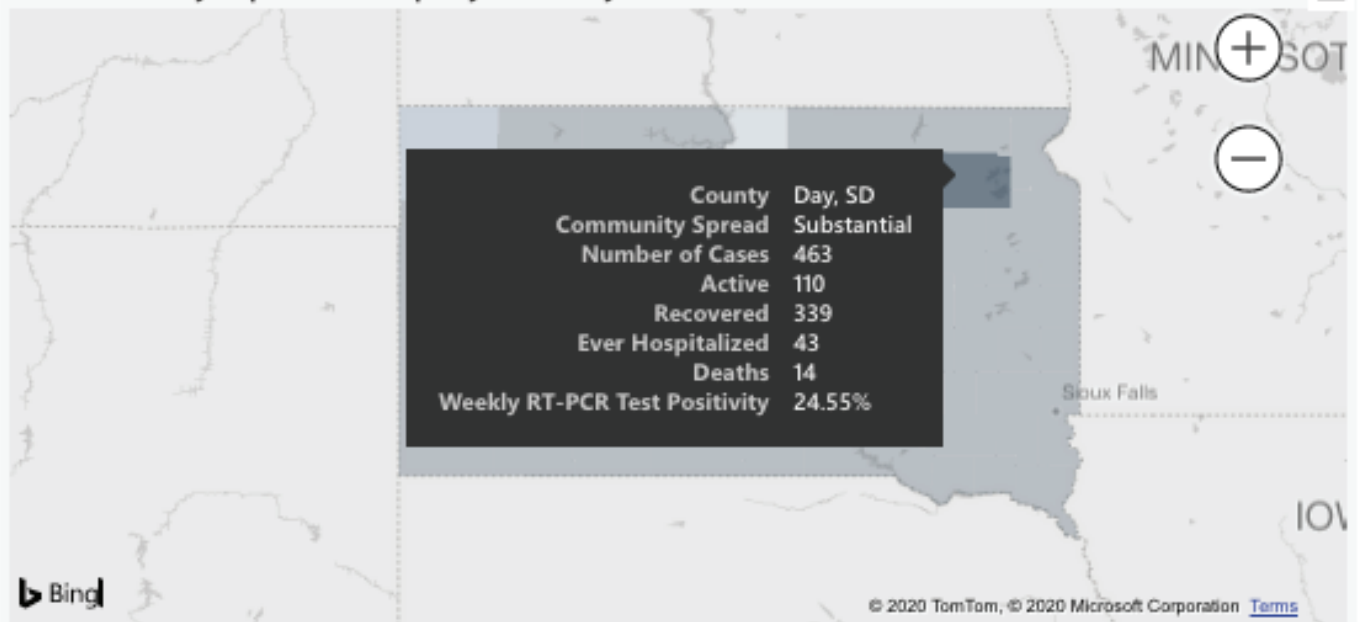 MIN SOT
County Day, SD
Community Spread Substantial
Number of Cases 463
Active 110
Recovered 339
Ever Hospitalized 43
Deaths 14
Weekly RT-PCR Test Positivity 24.55%
Sioux Falls
IOW
Bing
© 2020 TomTom, © 2020 Microsoft Corporation Terms